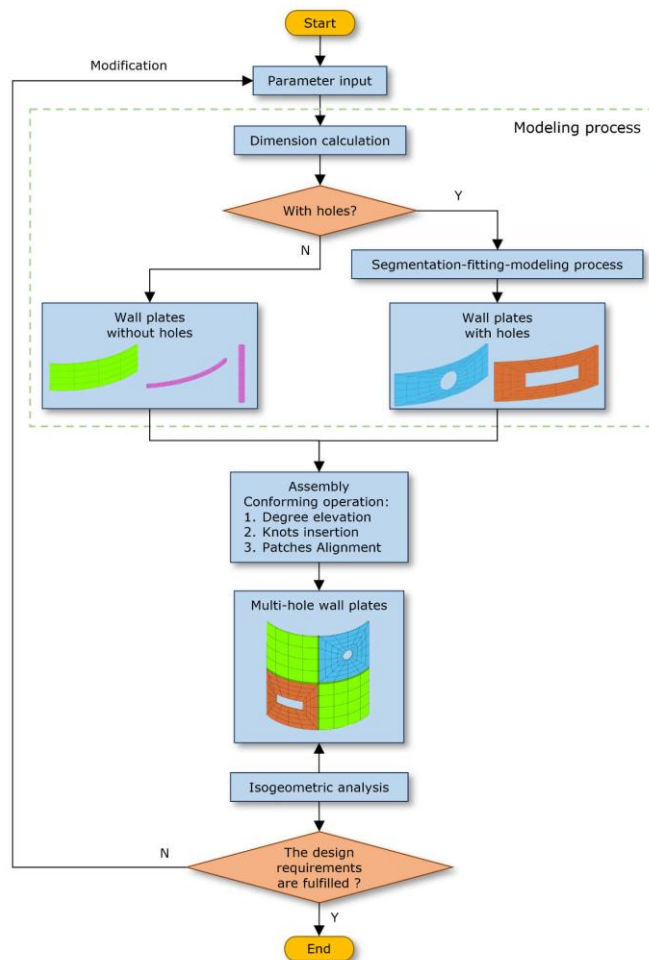 Start
Modification
Parameter input
Modeling process
Dimension calculation
With holes?
Y
N
Segmentation-fitting-modeling process
Wall plates
without holes
Wall plates
with holes
Assembly
Conforming operation:
1. Degree elevation
2. Knots insertion
3. Patches Alignment
Multi-hole wall plates
Isogeometric analysis
N
The design
requirements
are fulfilled ?
Y
End